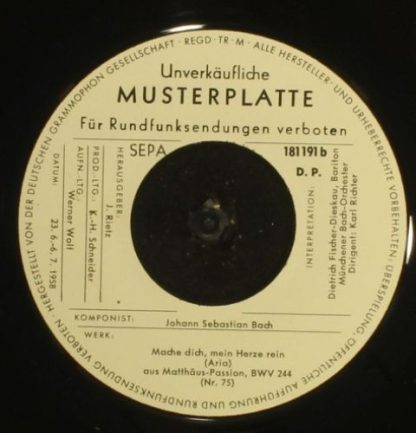 HERGESTELLT VON DER DEUTSCHEN GRAMMOPHON GESELLSCHAFT · REGD·TR·M · ALLE HERSTELLER- UND URHEBERRECHTE VORBEHALTEN · ÜBERSPIELUNG, ÖFFENTLICHE AUFFÜHRUNG UND RUNDFUNKSENDUNG VERBOTEN ·
Unverkäufliche
MUSTERPLATTE
Für Rundfunksendungen verboten
SEPA
181191b
D. P.
HERAUSGEBER:
J. Rietz
PROD.-LTG.:
K.-H. Schneider
AUFN.-LTG.:
Werner Wolf
DATUM:
23. 6.-6. 7. 1958
INTERPRETATION:
Dietrich Fischer-Dieskau, Bariton
Münchener Bach-Orchester
Dirigent: Karl Richter
KOMPONIST:
Johann Sebastian Bach
WERK:
Mache dich, mein Herze rein
(Aria)
aus Matthäus-Passion, BWV 244
(Nr. 75)